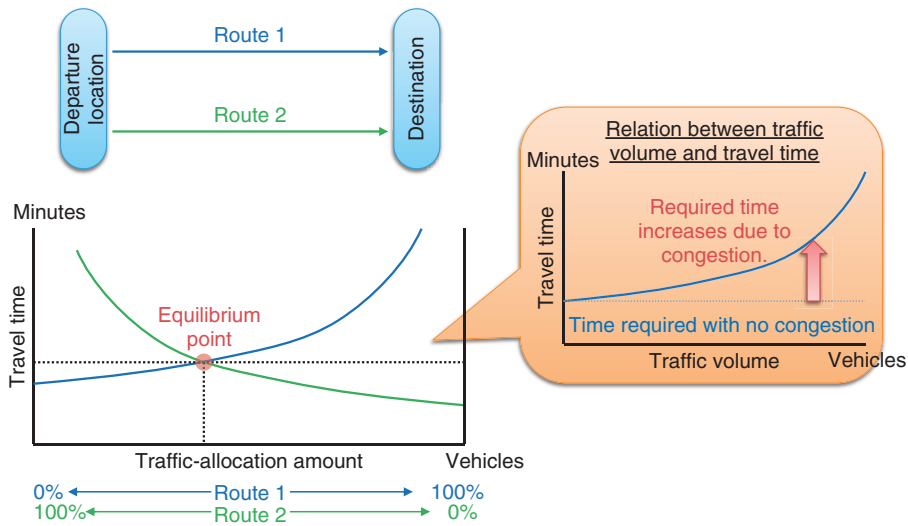 Departure
location
Route 1
Route 2
Destination
Minutes
Travel time
Equilibrium
point
Traffic-allocation amount
Vehicles
0%
Route 1
100%
100%
Route 2
0%
Relation between traffic
volume and travel time
Minutes
Travel time
Required time
increases due to
congestion.
Time required with no congestion
Traffic volume
Vehicles